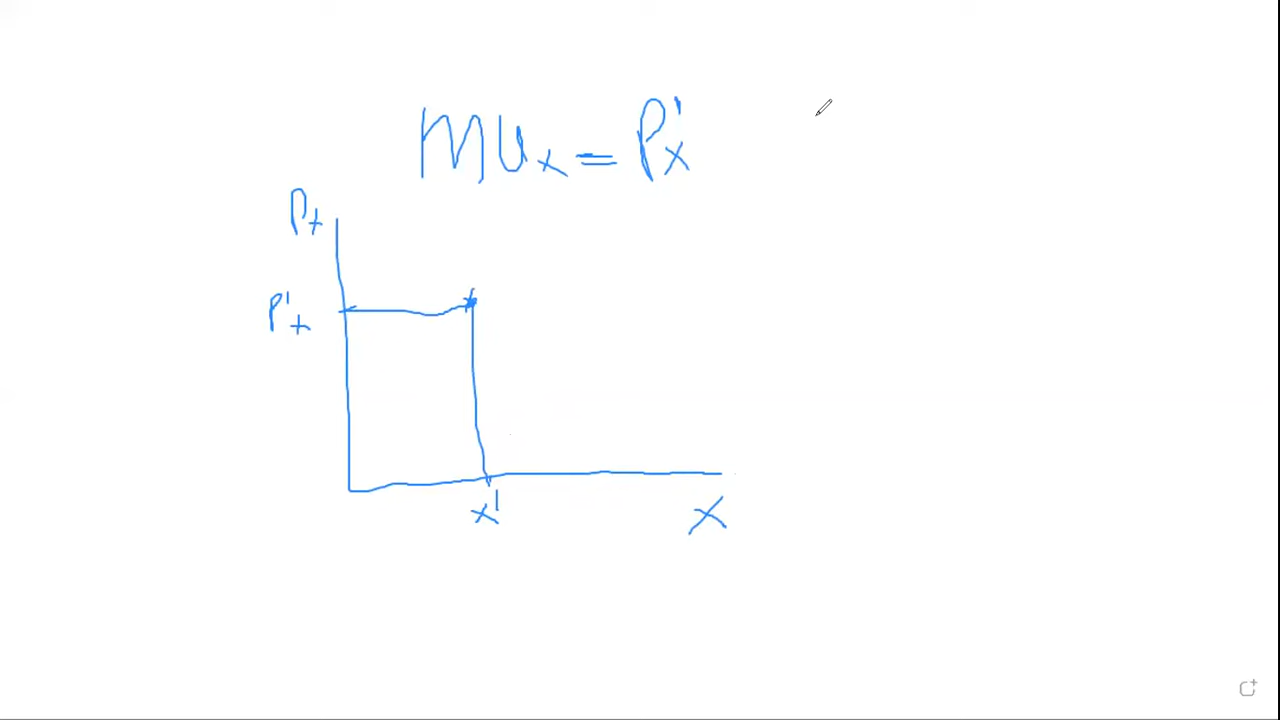 MUx = P'x
Px
P'x
x'
X